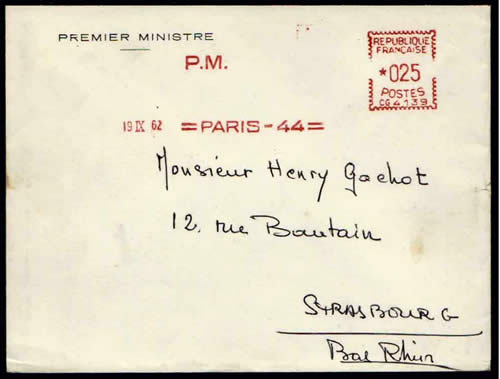 PREMIER MINISTRE
P.M.
REPUBLIQUE
FRANÇAISE
*025
POSTES
CG 4139
19 IX 62 =PARIS-44=
Monsieur Henry Gachot
12, rue Bautain
STRASBOURG
Bas Rhin